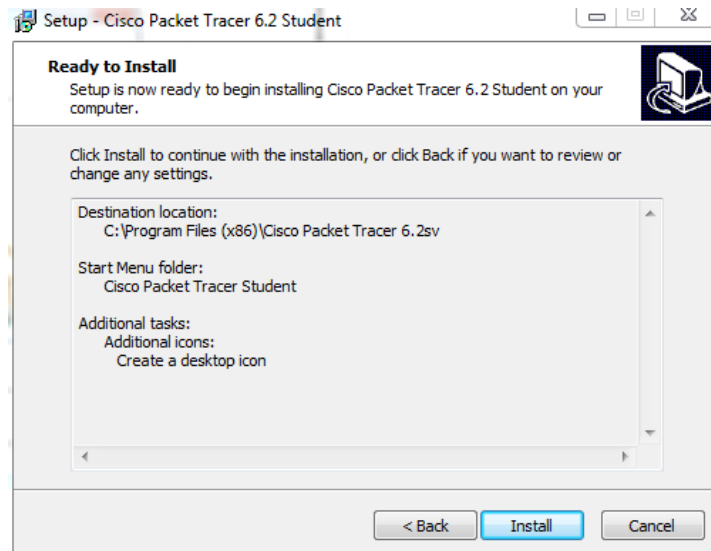 Setup - Cisco Packet Tracer 6.2 Student
Ready to Install
Setup is now ready to begin installing Cisco Packet Tracer 6.2 Student on your
computer.
Click Install to continue with the installation, or click Back if you want to review or
change any settings.
Destination location:
C:\Program Files (x86)\Cisco Packet Tracer 6.2sv
Start Menu folder:
Cisco Packet Tracer Student
Additional tasks:
Additional icons:
Create a desktop icon
< Back Install Cancel